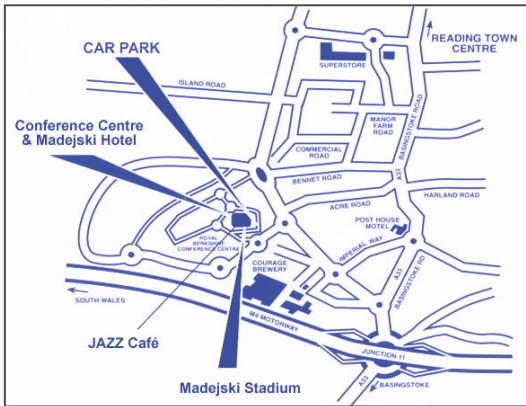 CAR PARK
READING TOWN
CENTRE
SUPERSTORE
ISLAND ROAD
Conference Centre
& Madejski Hotel
MANOR
FARM
ROAD
BASINGSTOKE ROAD
COMMERCIAL
ROAD
BENNET ROAD
A33
HARLAND ROAD
ACRE ROAD
POST HOUSE
MOTEL
ROYAL
BERKSHIRE
CONFERENCE CENTRE
IMPERIAL WAY
COURAGE
BREWERY
A33
BASINGSTOKE RD
SOUTH WALES
M4 MOTORWAY
JAZZ Café
JUNCTION 11
Madejski Stadium
A33
BASINGSTOKE